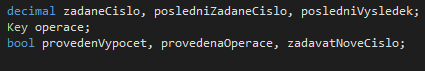 decimal zadaneCislo, posledniZadaneCislo, posledniVysledek;
Key operace;
bool provedenVypocet, provedenaOperace, zadavatNoveCislo;